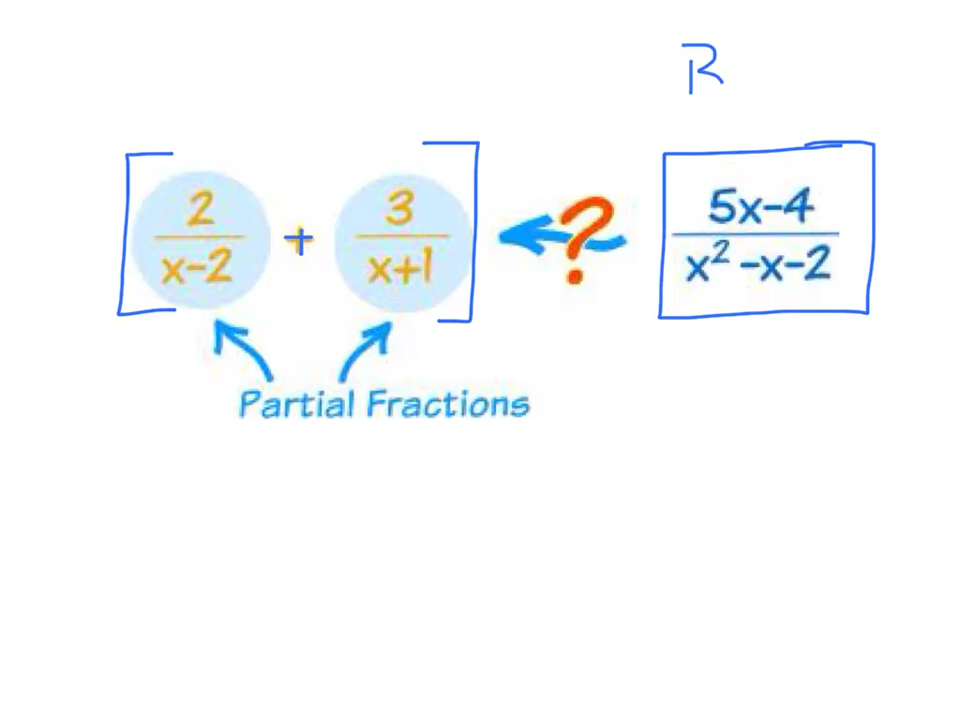 R
2/(x-2) + 3/(x+1) ? (5x-4)/(x²-x-2)
Partial Fractions